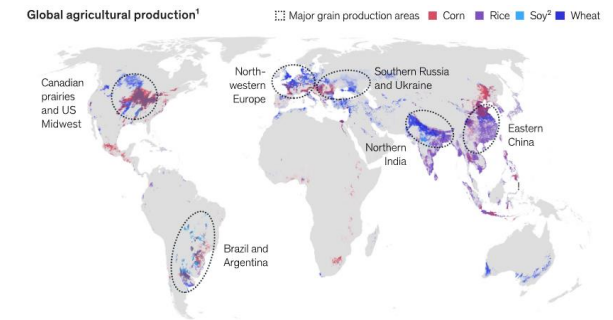 Global agricultural production¹
Major grain production areas Corn Rice Soy² Wheat
Canadian
prairies
and US
Midwest
North-
western
Europe
Southern Russia
and Ukraine
Northern
India
Eastern
China
Brazil and
Argentina